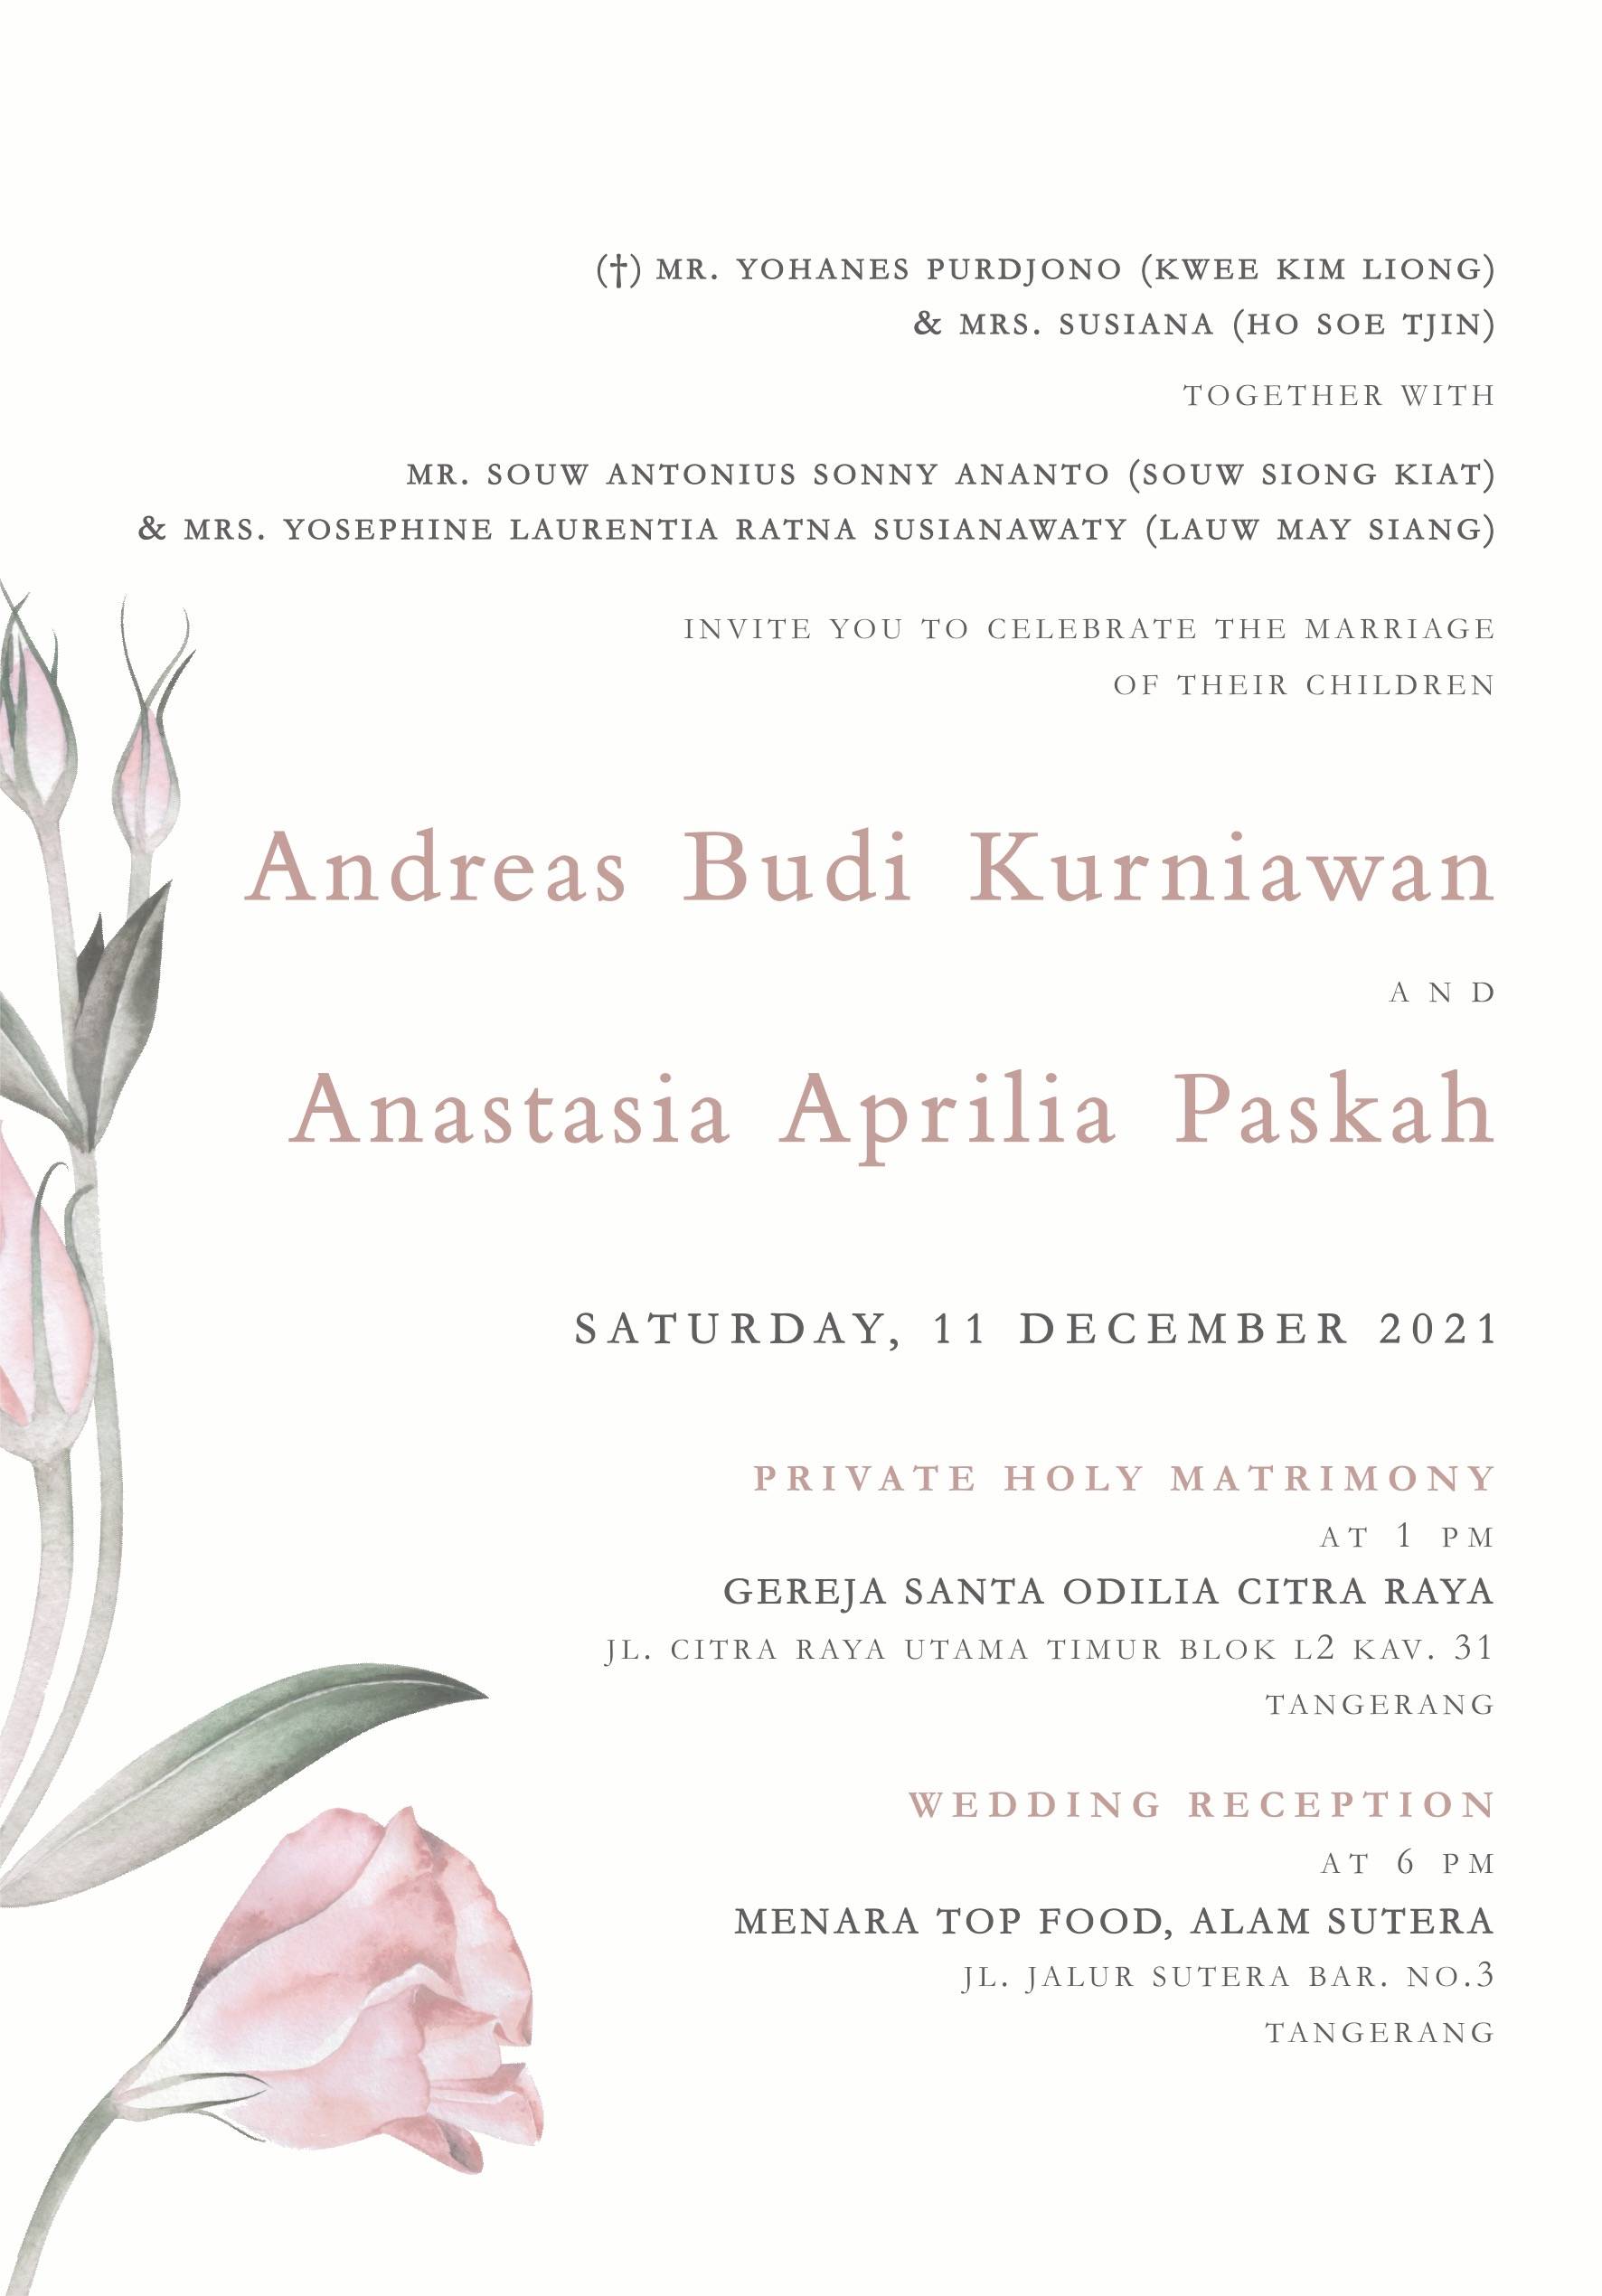 (†) MR. YOHANES PURDJONO (KWEE KIM LIONG)
& MRS. SUSIANA (HO SOE TJIN)
TOGETHER WITH
MR. SOUW ANTONIUS SONNY ANANTO (SOUW SIONG KIAT)
& MRS. YOSEPHINE LAURENTIA RATNA SUSIANAWATY (LAUW MAY SIANG)
INVITE YOU TO CELEBRATE THE MARRIAGE
OF THEIR CHILDREN
Andreas Budi Kurniawan
AND
Anastasia Aprilia Paskah
SATURDAY, 11 DECEMBER 2021
PRIVATE HOLY MATRIMONY
AT 1 PM
GEREJA SANTA ODILIA CITRA RAYA
JL. CITRA RAYA UTAMA TIMUR BLOK L2 KAV. 31
TANGERANG
WEDDING RECEPTION
AT 6 PM
MENARA TOP FOOD, ALAM SUTERA
JL. JALUR SUTERA BAR. NO.3
TANGERANG